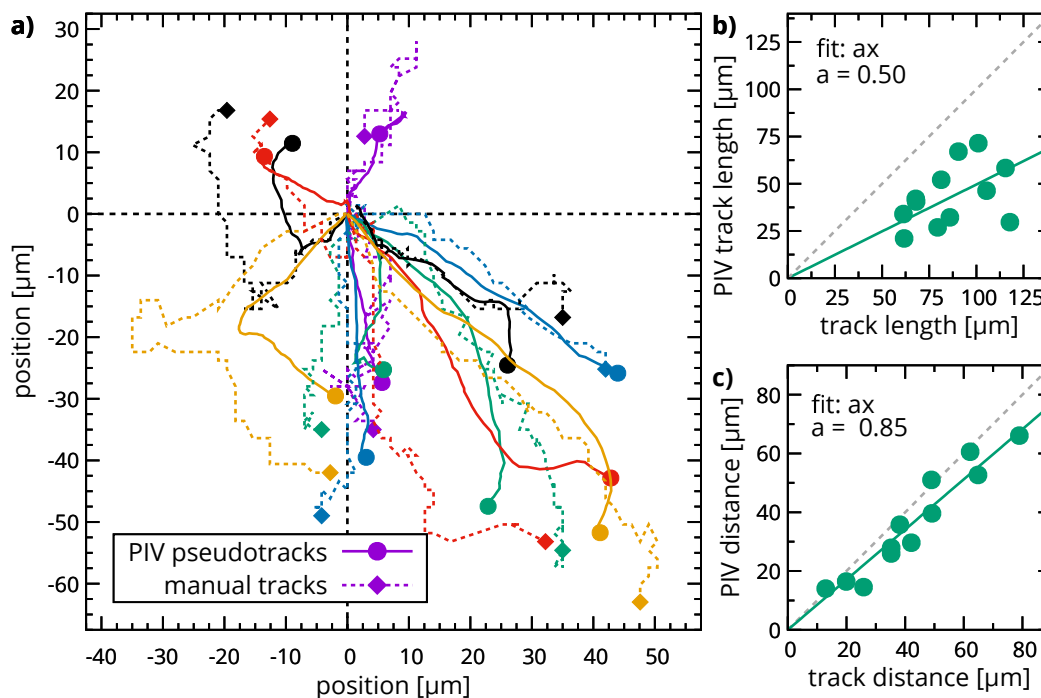 a)
position [μm]
30
20
10
0
-10
-20
-30
-40
-50
-60
PIV pseudotracks
manual tracks
-40 -30 -20 -10 0 10 20 30 40 50
position [μm]
b)
PIV track length [μm]
125
100
75
50
25
0
fit: ax
a = 0.50
0 25 50 75 100 125
track length [μm]
c)
PIV distance [μm]
80
60
40
20
0
fit: ax
a = 0.85
0 20 40 60 80
track distance [μm]